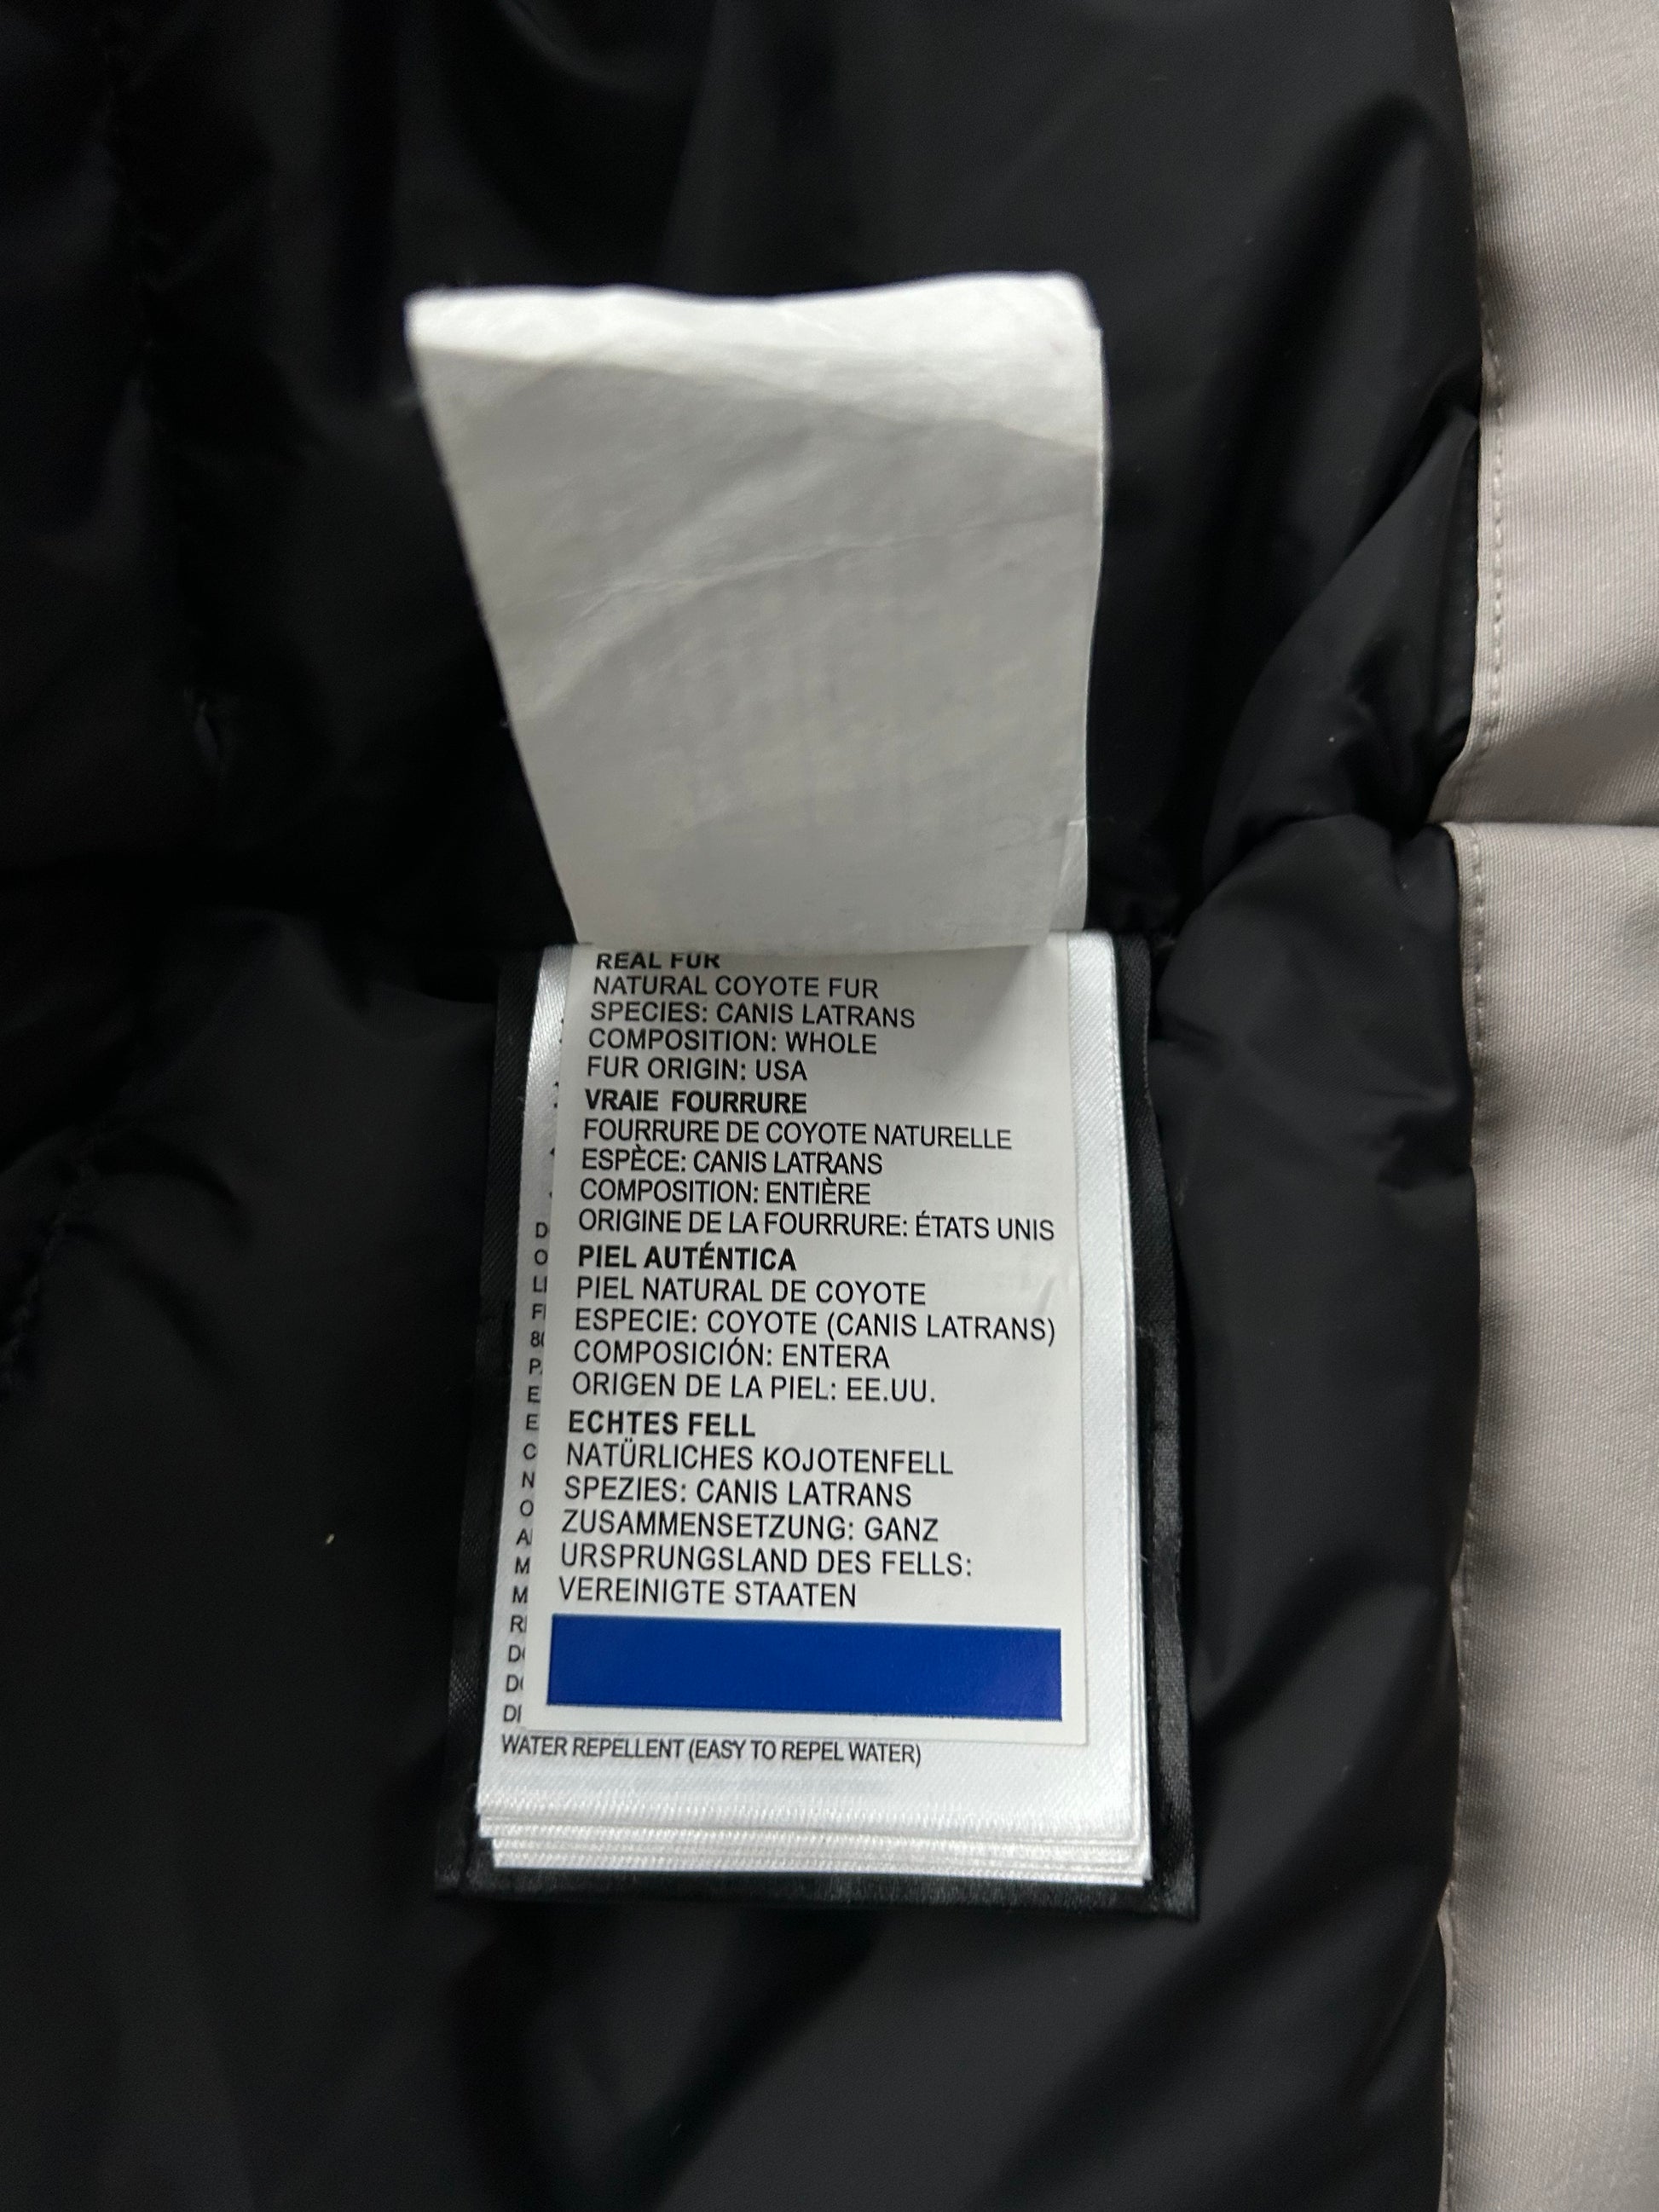 REAL FUR
NATURAL COYOTE FUR
SPECIES: CANIS LATRANS
COMPOSITION: WHOLE
FUR ORIGIN: USA
VRAIE FOURRURE
FOURRURE DE COYOTE NATURELLE
ESPÈCE: CANIS LATRANS
COMPOSITION: ENTIÈRE
ORIGINE DE LA FOURRURE: ÉTATS UNIS
PIEL AUTÉNTICA
PIEL NATURAL DE COYOTE
ESPECIE: COYOTE (CANIS LATRANS)
COMPOSICIÓN: ENTERA
ORIGEN DE LA PIEL: EE.UU.
ECHTES FELL
NATÜRLICHES KOJOTENFELL
SPEZIES: CANIS LATRANS
ZUSAMMENSETZUNG: GANZ
URSPRUNGSLAND DES FELLS:
VEREINIGTE STAATEN
WATER REPELLENT (EASY TO REPEL WATER)